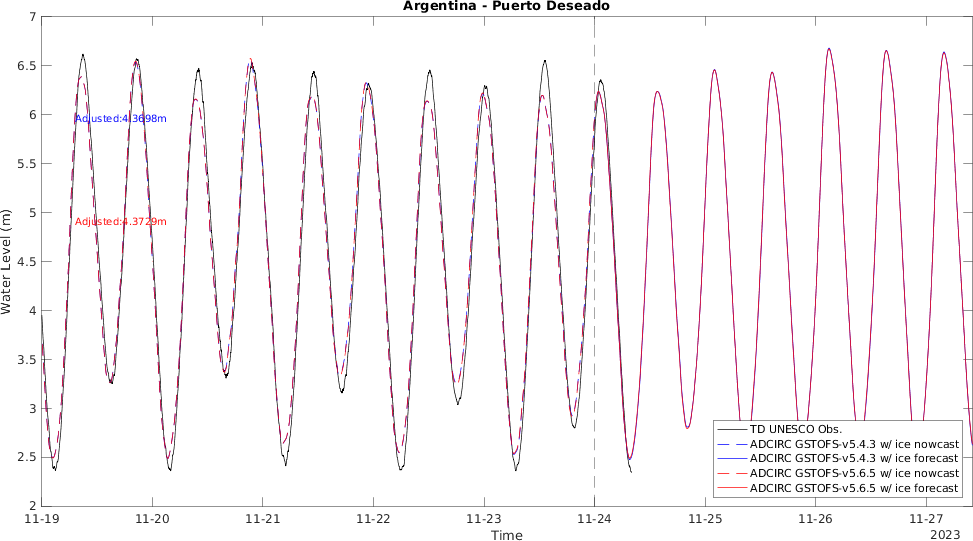 Argentina - Puerto Deseado
7
6.5
6
5.5
5
4.5
4
3.5
3
2.5
2
Water Level (m)
Adjusted:4.3698m
Adjusted:4.3729m
TD UNESCO Obs.
ADCIRC GSTOFS-v5.4.3 w/ ice nowcast
ADCIRC GSTOFS-v5.4.3 w/ ice forecast
ADCIRC GSTOFS-v5.6.5 w/ ice nowcast
ADCIRC GSTOFS-v5.6.5 w/ ice forecast
11-19 11-20 11-21 11-22 11-23 11-24 11-25 11-26 11-27
Time
2023